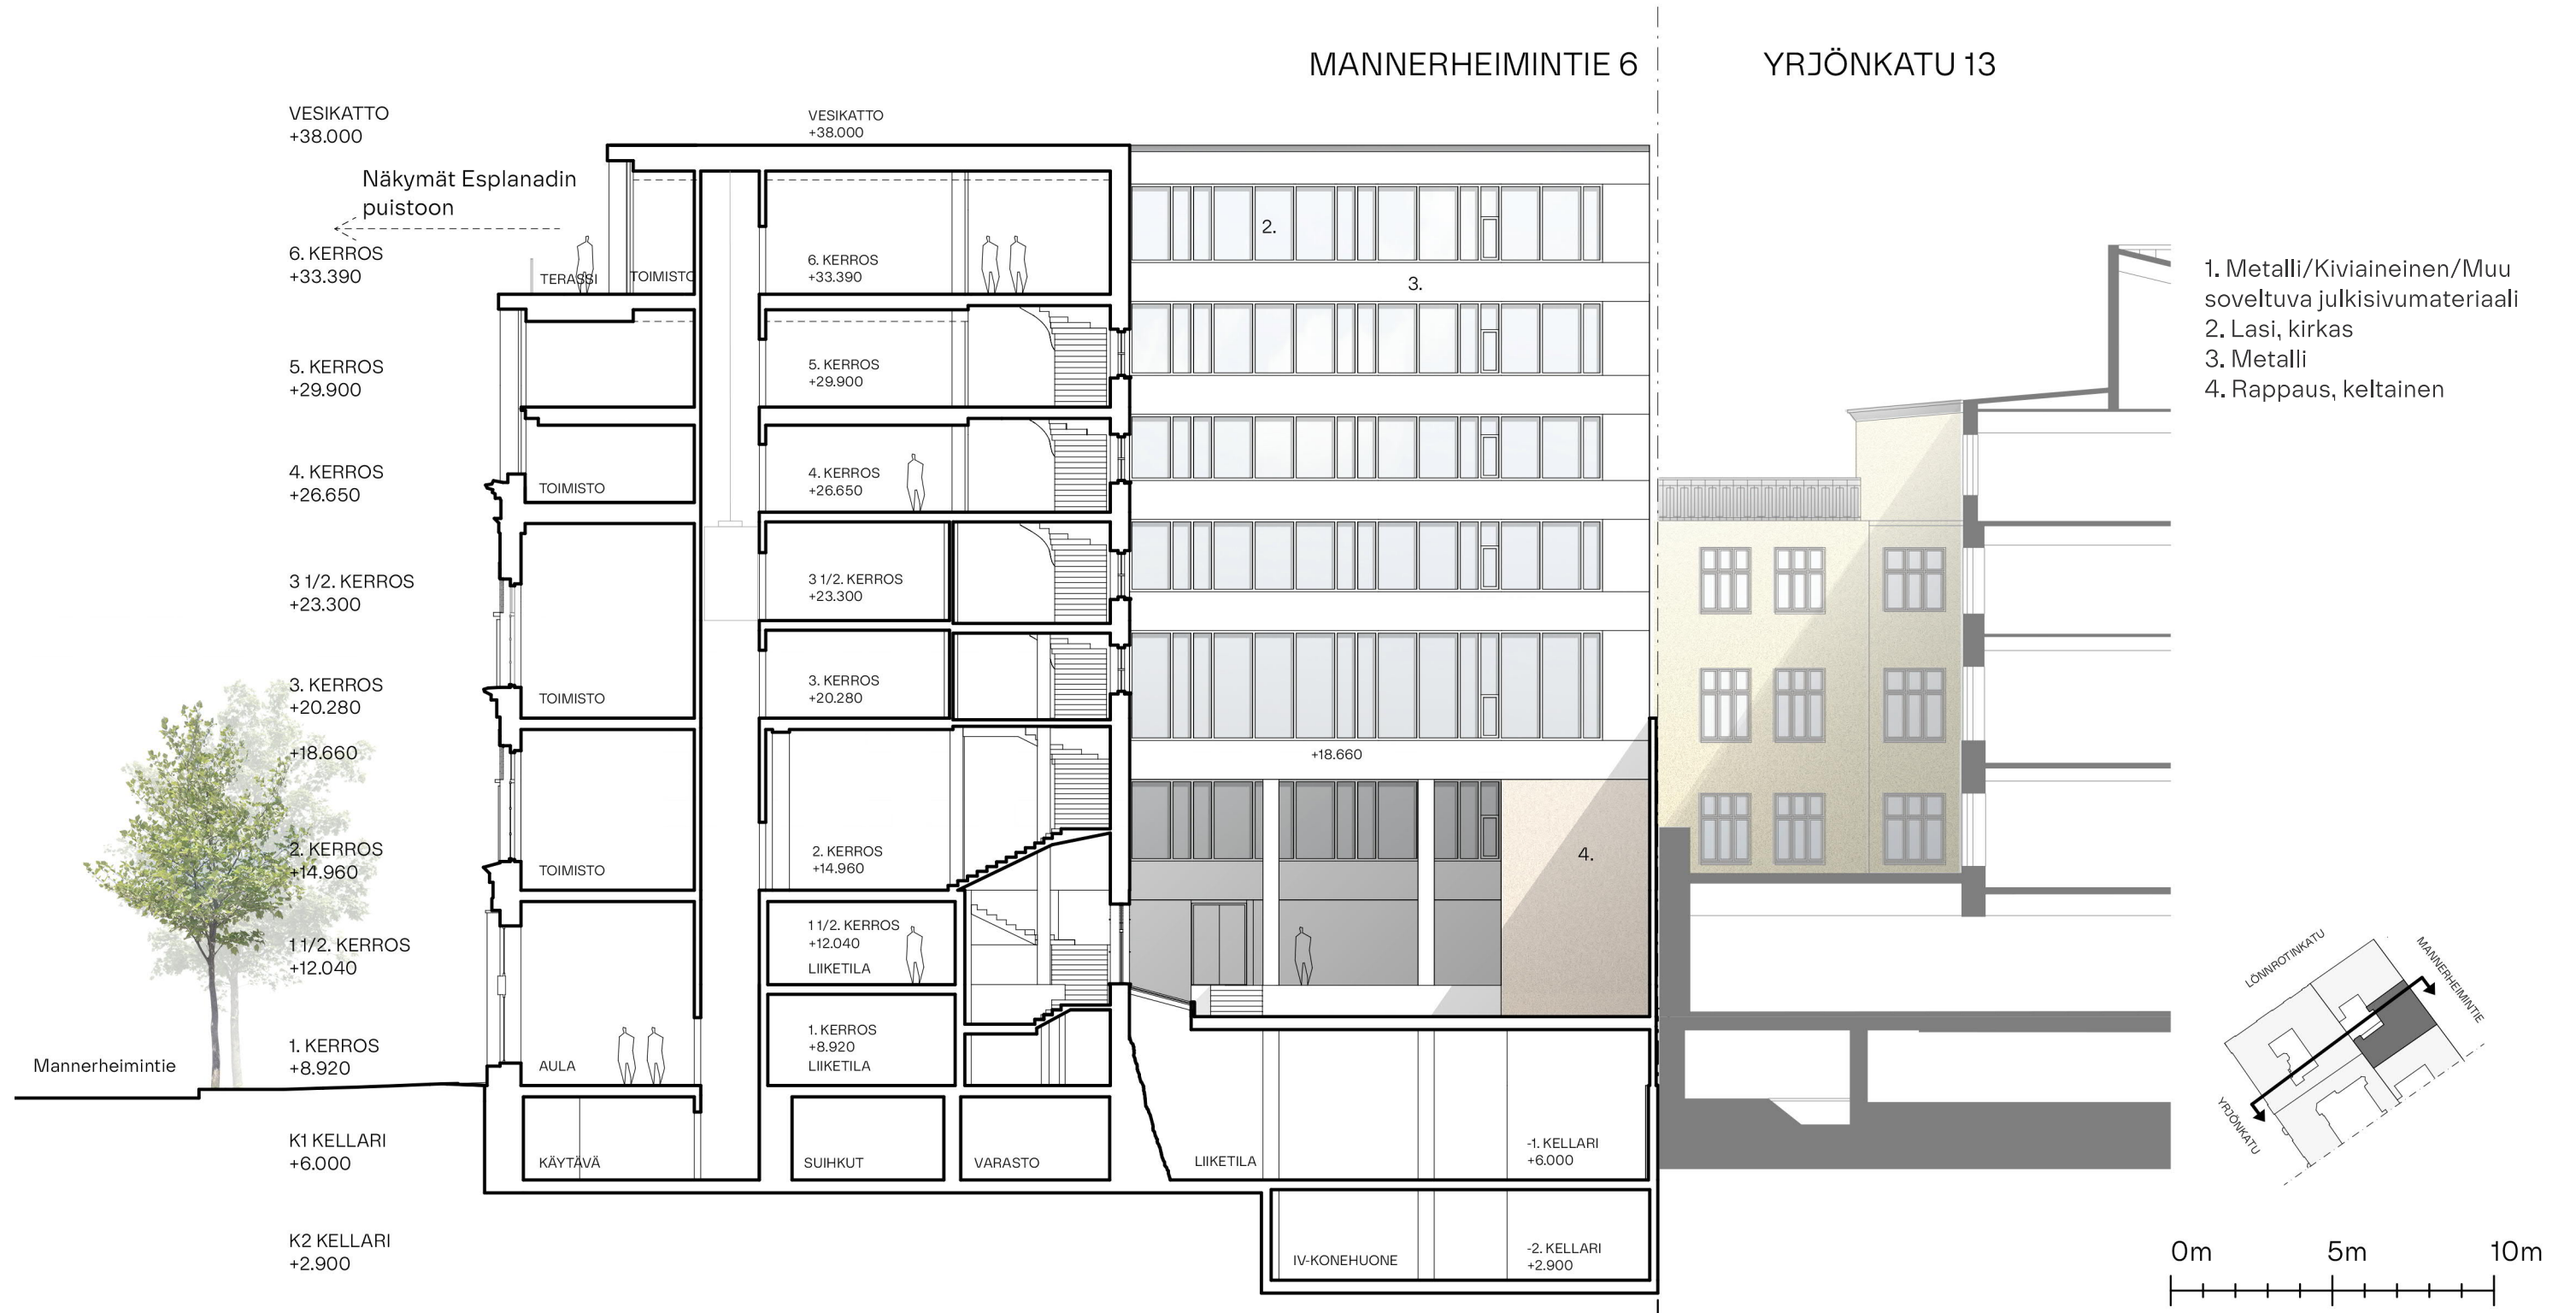 MANNERHEIMINTIE 6
YRJÖNKATU 13
VESIKATTO
+38.000
Näkymät Esplanadin
puistoon
6. KERROS
+33.390
5. KERROS
+29.900
4. KERROS
+26.650
3 1/2. KERROS
+23.300
3. KERROS
+20.280
+18.660
2. KERROS
+14.960
1 1/2. KERROS
+12.040
1. KERROS
+8.920
Mannerheimintie
K1 KELLARI
+6.000
K2 KELLARI
+2.900
TERASSI
TOIMISTO
TOIMISTO
TOIMISTO
TOIMISTO
AULA
KÄYTÄVÄ
VESIKATTO
+38.000
6. KERROS
+33.390
5. KERROS
+29.900
4. KERROS
+26.650
3 1/2. KERROS
+23.300
3. KERROS
+20.280
2. KERROS
+14.960
1 1/2. KERROS
+12.040
LIIKETILA
1. KERROS
+8.920
LIIKETILA
SUIHKUT
VARASTO
2.
3.
+18.660
4.
LIIKETILA
-1. KELLARI
+6.000
IV-KONEHUONE
-2. KELLARI
+2.900
1. Metalli/Kiviaineinen/Muu
soveltuva julkisivumateriaali
2. Lasi, kirkas
3. Metalli
4. Rappaus, keltainen
LÖNNROTINKATU
MANNERHEIMINTIE
YRJÖNKATU
0m 5m 10m